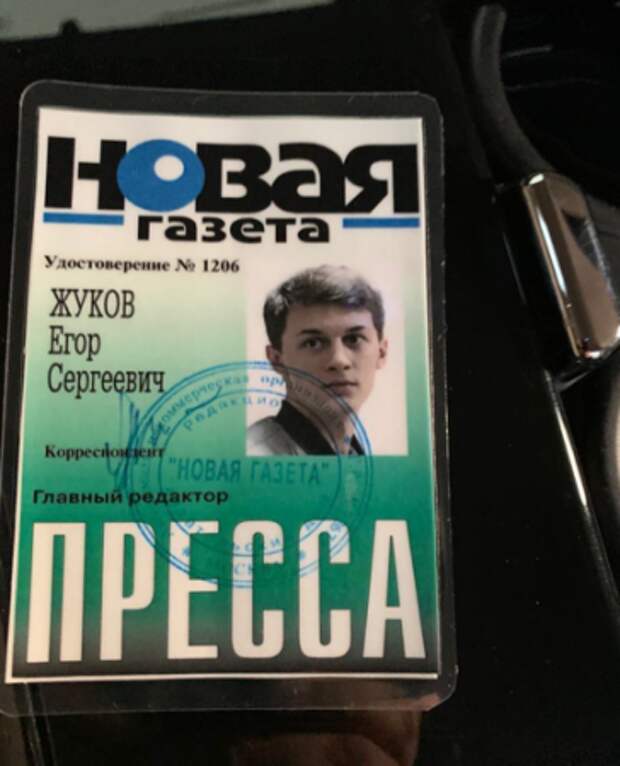 НОВАЯ
газета
Удостоверение № 1206
ЖУКОВ
Егор
Сергеевич
Корреспондент
"НОВАЯ ГАЗЕТА"
Главный редактор
ПРЕССА